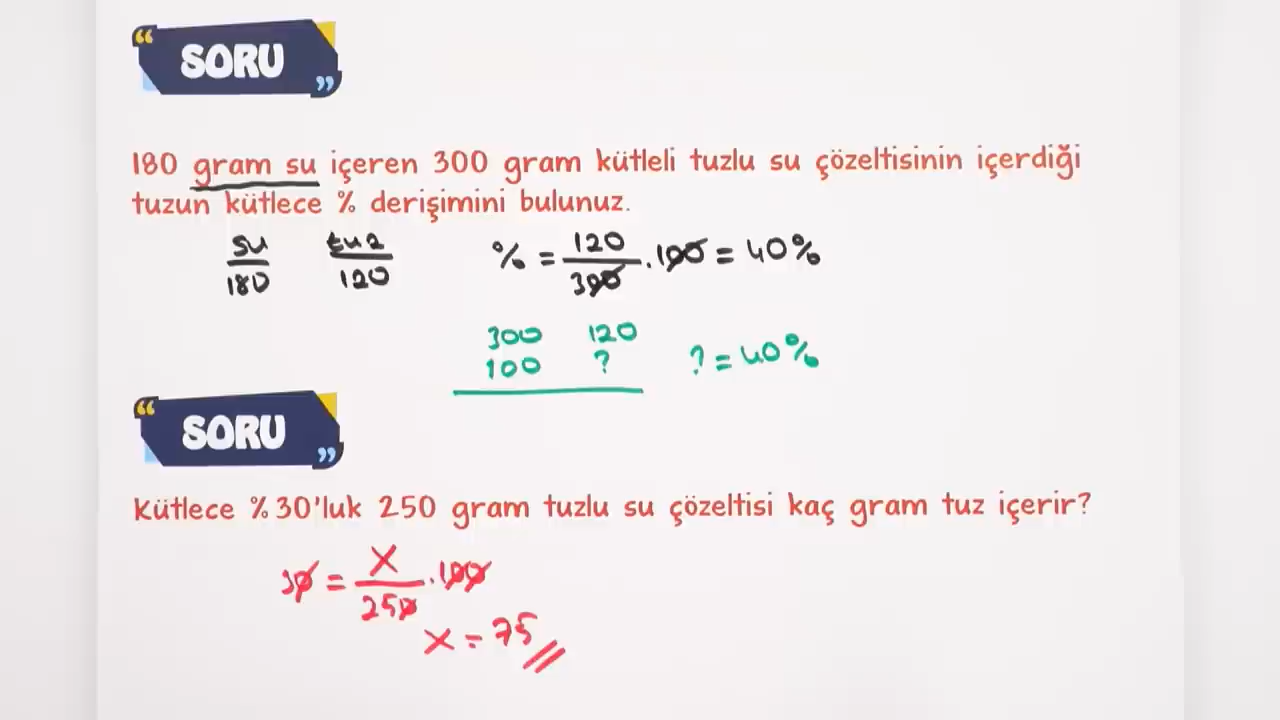 “ SORU ”
180 gram su içeren 300 gram kütleli tuzlu su çözeltisinin içerdiği
tuzun kütlece % derişimini bulunuz.
su tuz
180 120
% = 120/300 . 100 = 40%
300 120
100 ?
? = 40%
“ SORU ”
Kütlece %30'luk 250 gram tuzlu su çözeltisi kaç gram tuz içerir?
30 = X/250 . 100
X = 75